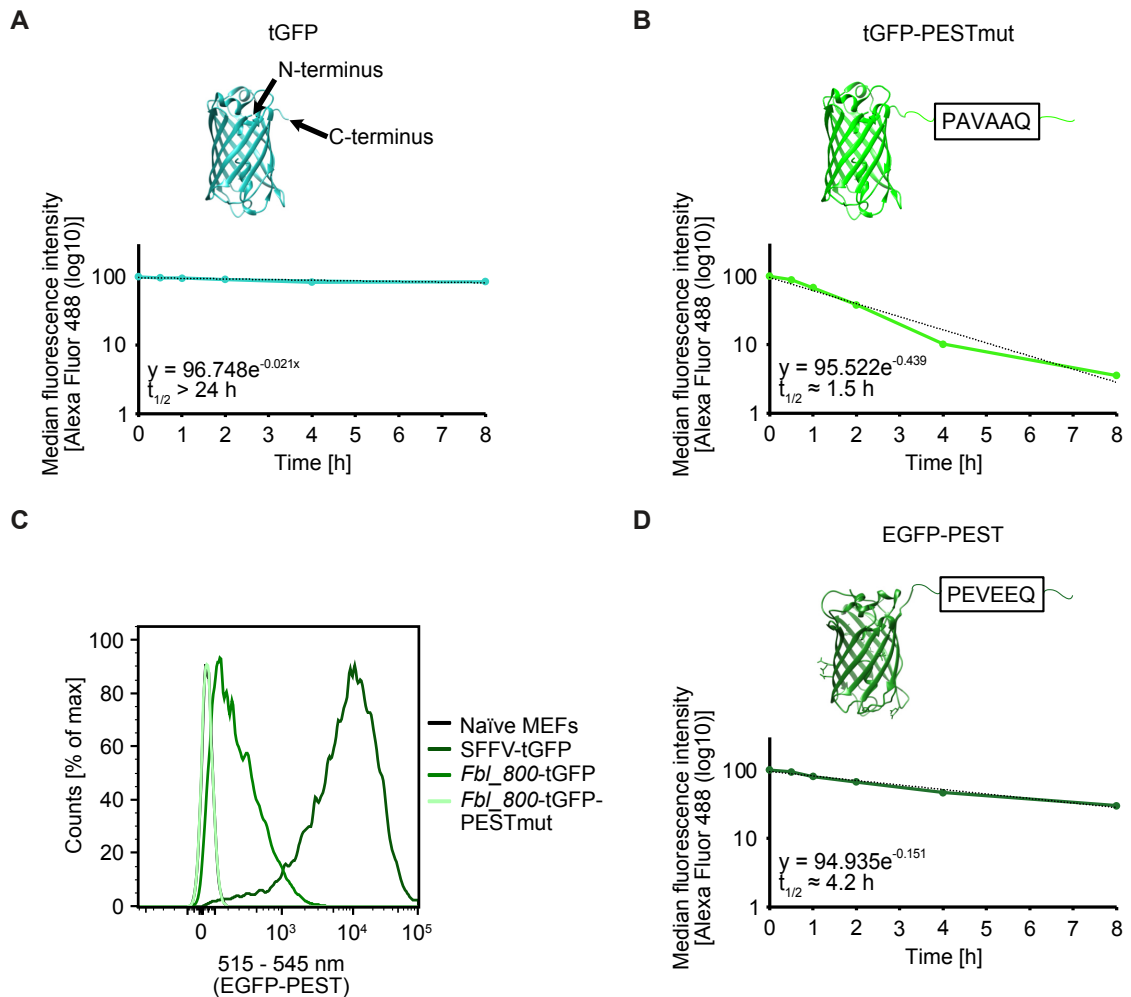 A
tGFP
N-terminus
C-terminus
Median fluorescence intensity
[Alexa Fluor 488 (log10)]
100
10
1
y = 96.748e-0.021x
t1/2 > 24 h
0 1 2 3 4 5 6 7 8
Time [h]
B
tGFP-PESTmut
PAVAAQ
Median fluorescence intensity
[Alexa Fluor 488 (log10)]
100
10
1
y = 95.522e-0.439
t1/2 ≈ 1.5 h
0 1 2 3 4 5 6 7 8
Time [h]
C
Counts [% of max]
100
80
60
40
20
0
0 103 104 105
515 - 545 nm
(EGFP-PEST)
Naïve MEFs
SFFV-tGFP
Fbl_800-tGFP
Fbl_800-tGFP-
PESTmut
D
EGFP-PEST
PEVEEQ
Median fluorescence intensity
[Alexa Fluor 488 (log10)]
100
10
1
y = 94.935e-0.151
t1/2 ≈ 4.2 h
0 1 2 3 4 5 6 7 8
Time [h]